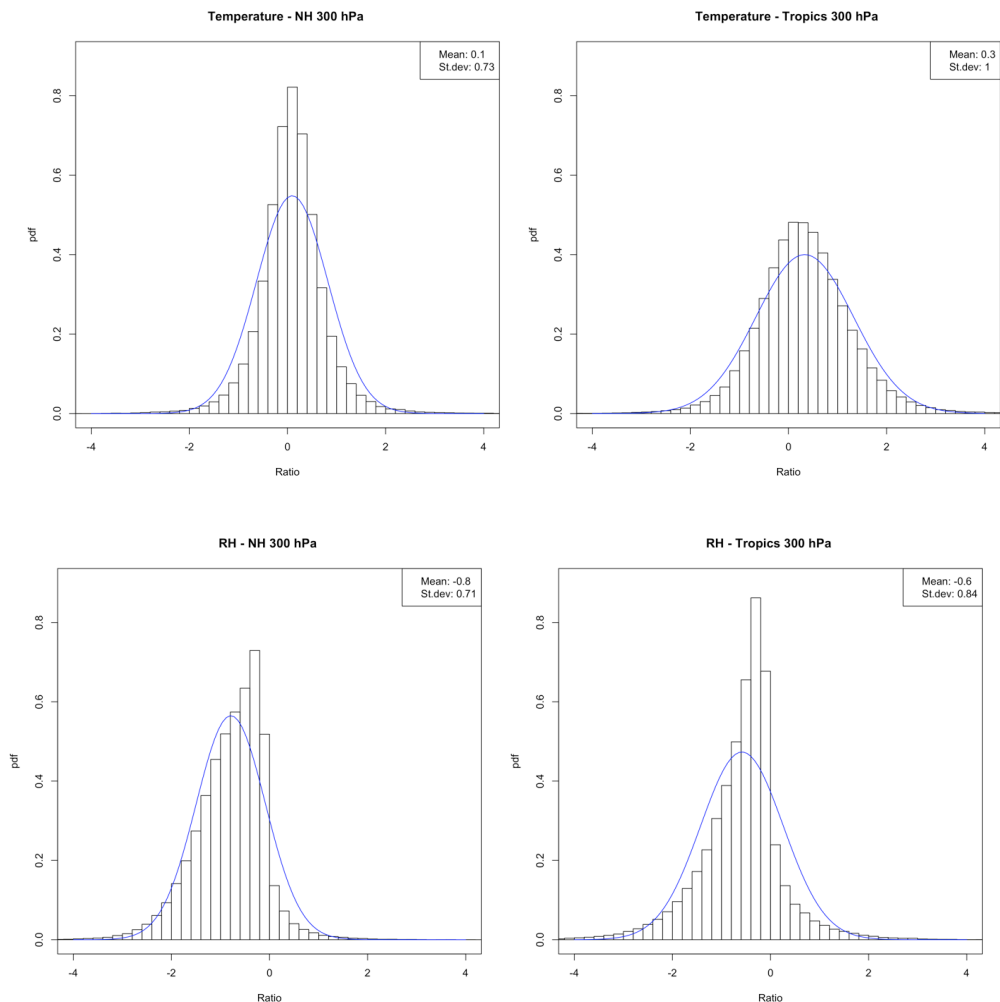 Temperature - NH 300 hPa
Mean: 0.1
St.dev: 0.73
pdf
0.0
0.2
0.4
0.6
0.8
-4
-2
0
2
4
Ratio
Temperature - Tropics 300 hPa
Mean: 0.3
St.dev: 1
pdf
0.0
0.2
0.4
0.6
0.8
-4
-2
0
2
4
Ratio
RH - NH 300 hPa
Mean: -0.8
St.dev: 0.71
pdf
0.0
0.2
0.4
0.6
0.8
-4
-2
0
2
4
Ratio
RH - Tropics 300 hPa
Mean: -0.6
St.dev: 0.84
pdf
0.0
0.2
0.4
0.6
0.8
-4
-2
0
2
4
Ratio